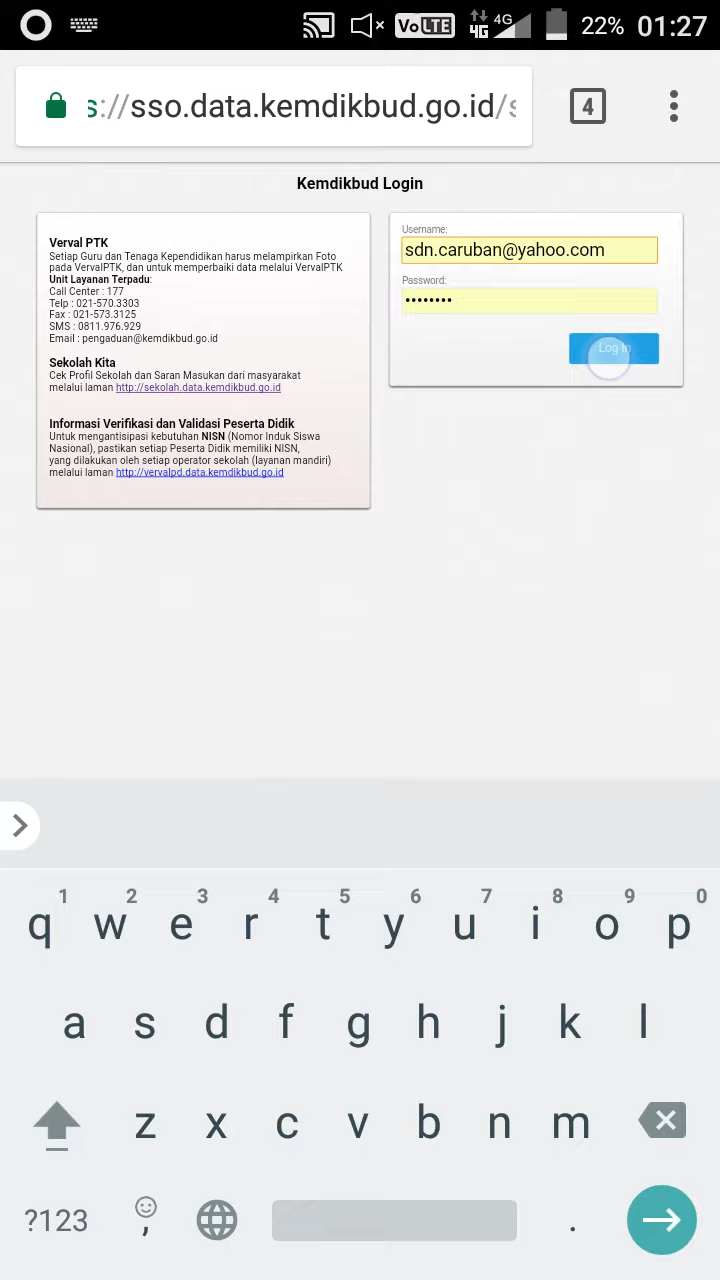 VoLTE 4G 4G 22% 01:27
s://sso.data.kemdikbud.go.id/s
4
Kemdikbud Login
Verval PTK
Setiap Guru dan Tenaga Kependidikan harus melampirkan Foto
pada VervalPTK, dan untuk memperbaiki data melalui VervalPTK
Unit Layanan Terpadu:
Call Center : 177
Telp : 021-570.3303
Fax : 021-573.3125
SMS : 0811.976.929
Email : pengaduan@kemdikbud.go.id
Sekolah Kita
Cek Profil Sekolah dan Saran Masukan dari masyarakat
melalui laman http://sekolah.data.kemdikbud.go.id
Informasi Verifikasi dan Validasi Peserta Didik
Untuk mengantisipasi kebutuhan NISN (Nomor Induk Siswa
Nasional), pastikan setiap Peserta Didik memiliki NISN,
yang dilakukan oleh setiap operator sekolah (layanan mandiri)
melalui laman http://vervalpd.data.kemdikbud.go.id
Username:
sdn.caruban@yahoo.com
Password:
••••••••
Log In
1 2 3 4 5 6 7 8 9 0
q w e r t y u i o p
a s d f g h j k l
z x c v b n m
?123 , .